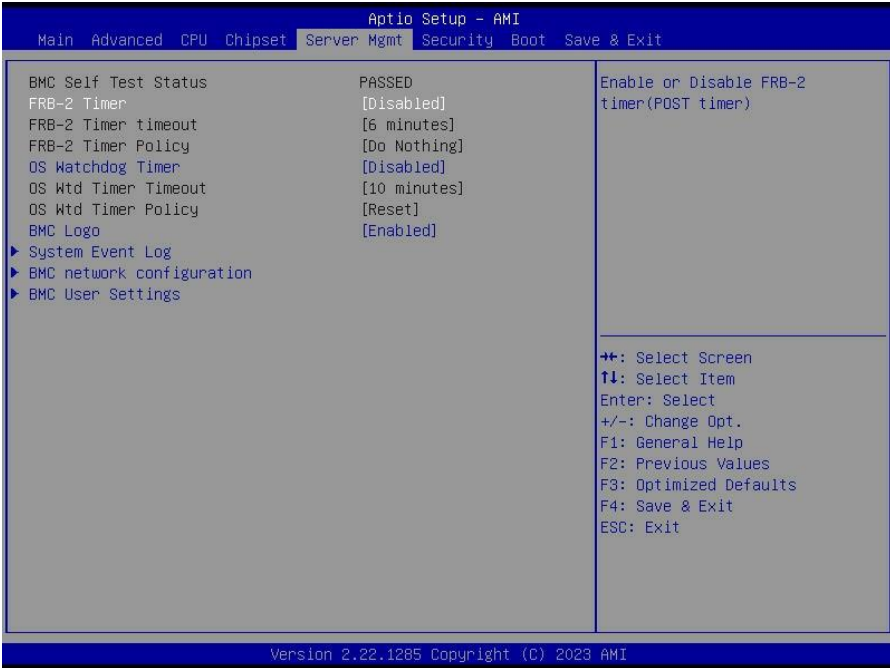 Aptio Setup - AMI
Main Advanced CPU Chipset Server Mgmt Security Boot Save & Exit
BMC Self Test Status PASSED
FRB-2 Timer [Disabled]
FRB-2 Timer timeout [6 minutes]
FRB-2 Timer Policy [Do Nothing]
OS Watchdog Timer [Disabled]
OS Wtd Timer Timeout [10 minutes]
OS Wtd Timer Policy [Reset]
BMC Logo [Enabled]
System Event Log
BMC network configuration
BMC User Settings
Enable or Disable FRB-2
timer(POST timer)
→←: Select Screen
↑↓: Select Item
Enter: Select
+/-: Change Opt.
F1: General Help
F2: Previous Values
F3: Optimized Defaults
F4: Save & Exit
ESC: Exit
Version 2.22.1285 Copyright (C) 2023 AMI